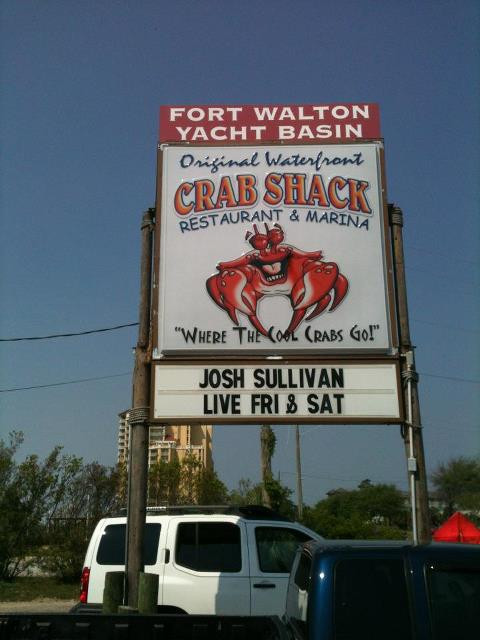 FORT WALTON
YACHT BASIN
Original Waterfront
CRAB SHACK
RESTAURANT & MARINA
"WHERE THE COOL CRABS GO!"
JOSH SULLIVAN
LIVE FRI & SAT